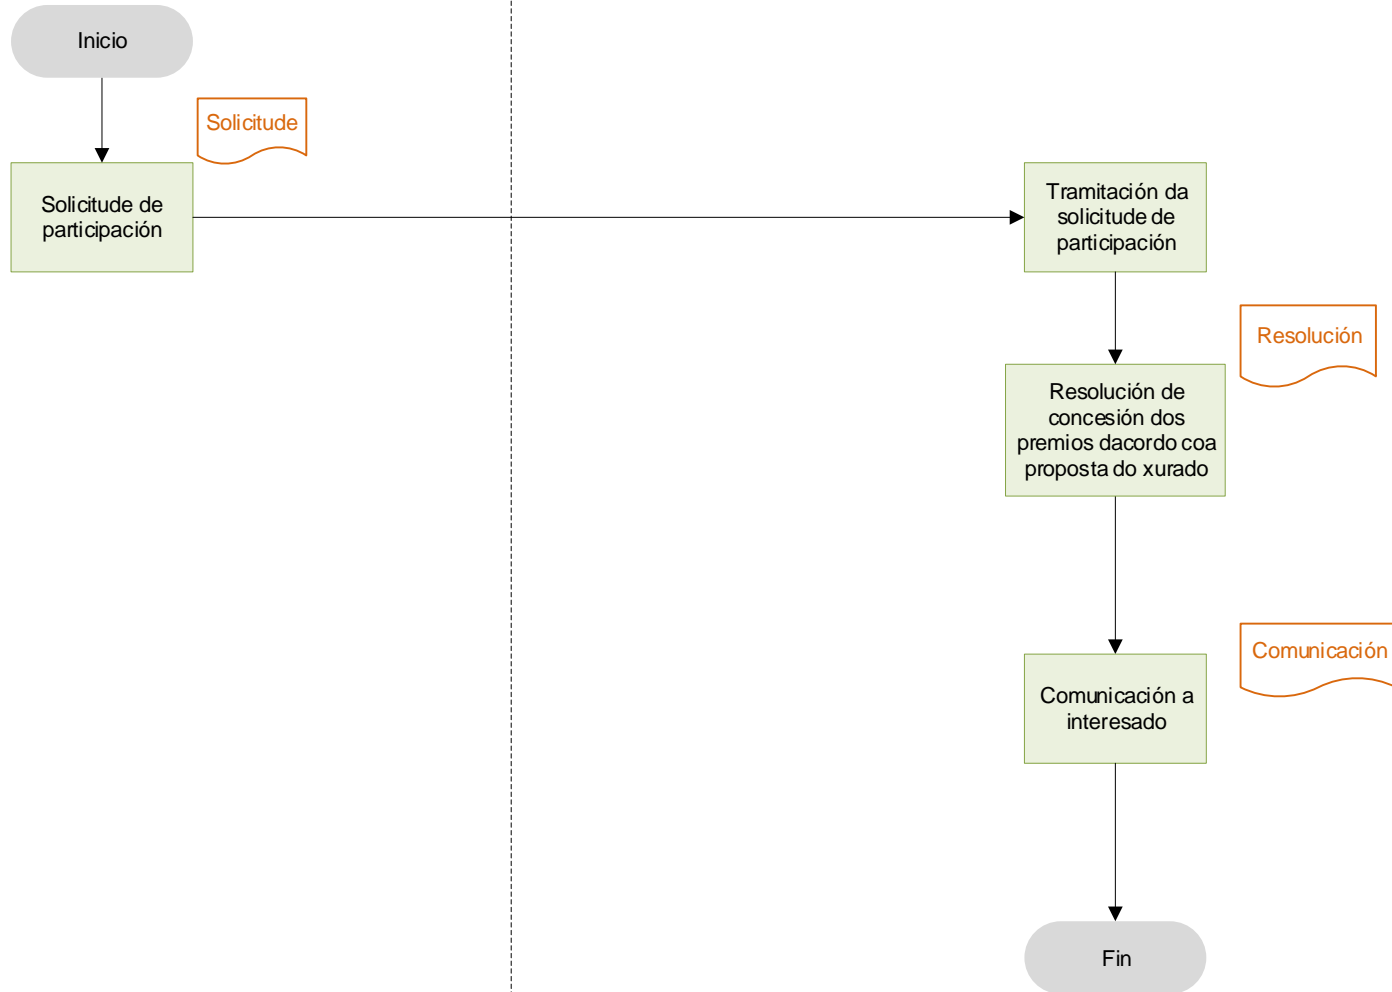 Inicio
Solicitude
Solicitude de
participación
Tramitación da
solicitude de
participación
Resolución
Resolución de
concesión dos
premios dacordo coa
proposta do xurado
Comunicación
Comunicación a
interesado
Fin